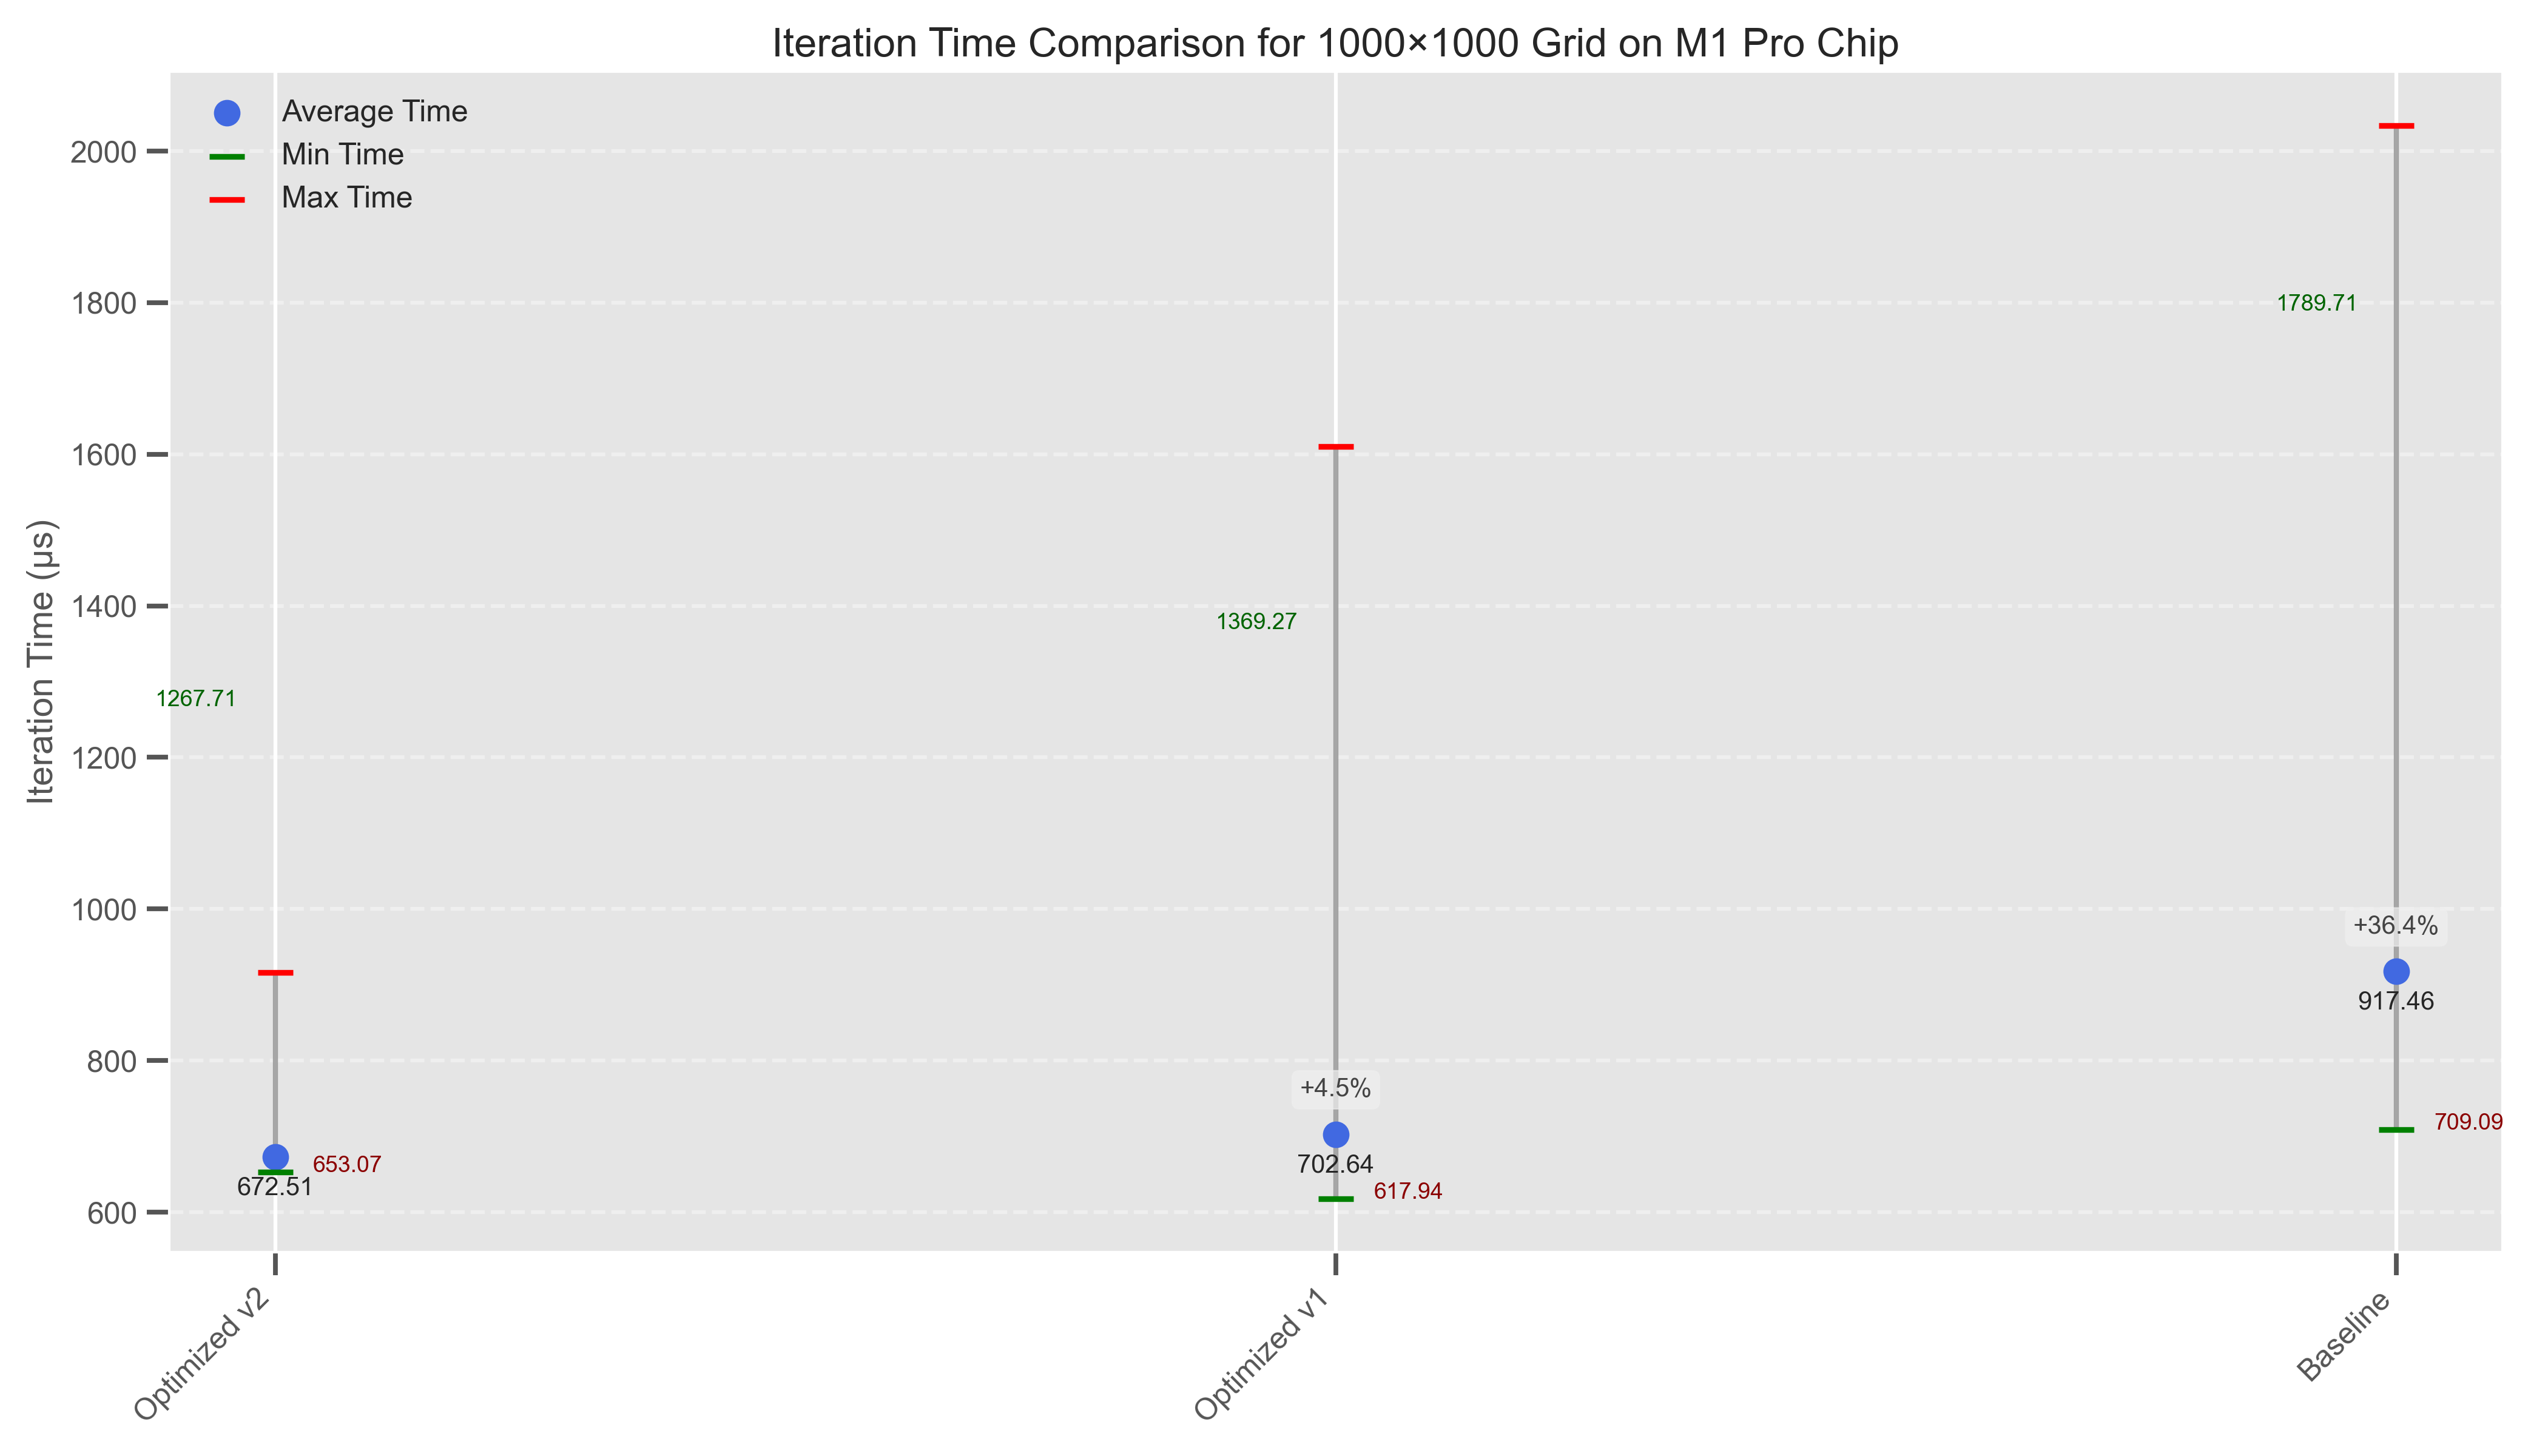 Iteration Time Comparison for 1000×1000 Grid on M1 Pro Chip
Average Time
Min Time
Max Time
Iteration Time (µs)
2000
1800
1600
1400
1200
1000
800
600
1267.71
653.07
672.51
1369.27
+4.5%
702.64
617.94
1789.71
+36.4%
917.46
709.09
Optimized v2
Optimized v1
Baseline